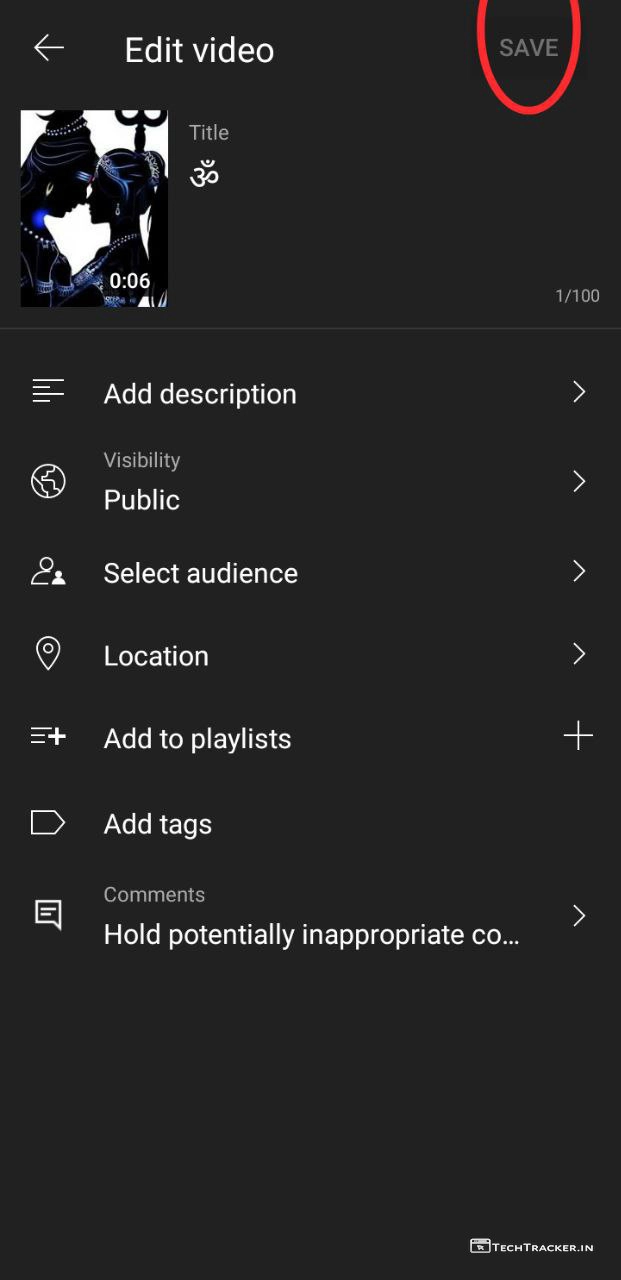 Edit video
SAVE
Title
ॐ
0:06
1/100
Add description
Visibility
Public
Select audience
Location
Add to playlists
Add tags
Comments
Hold potentially inappropriate co...
TECHTRACKER.IN